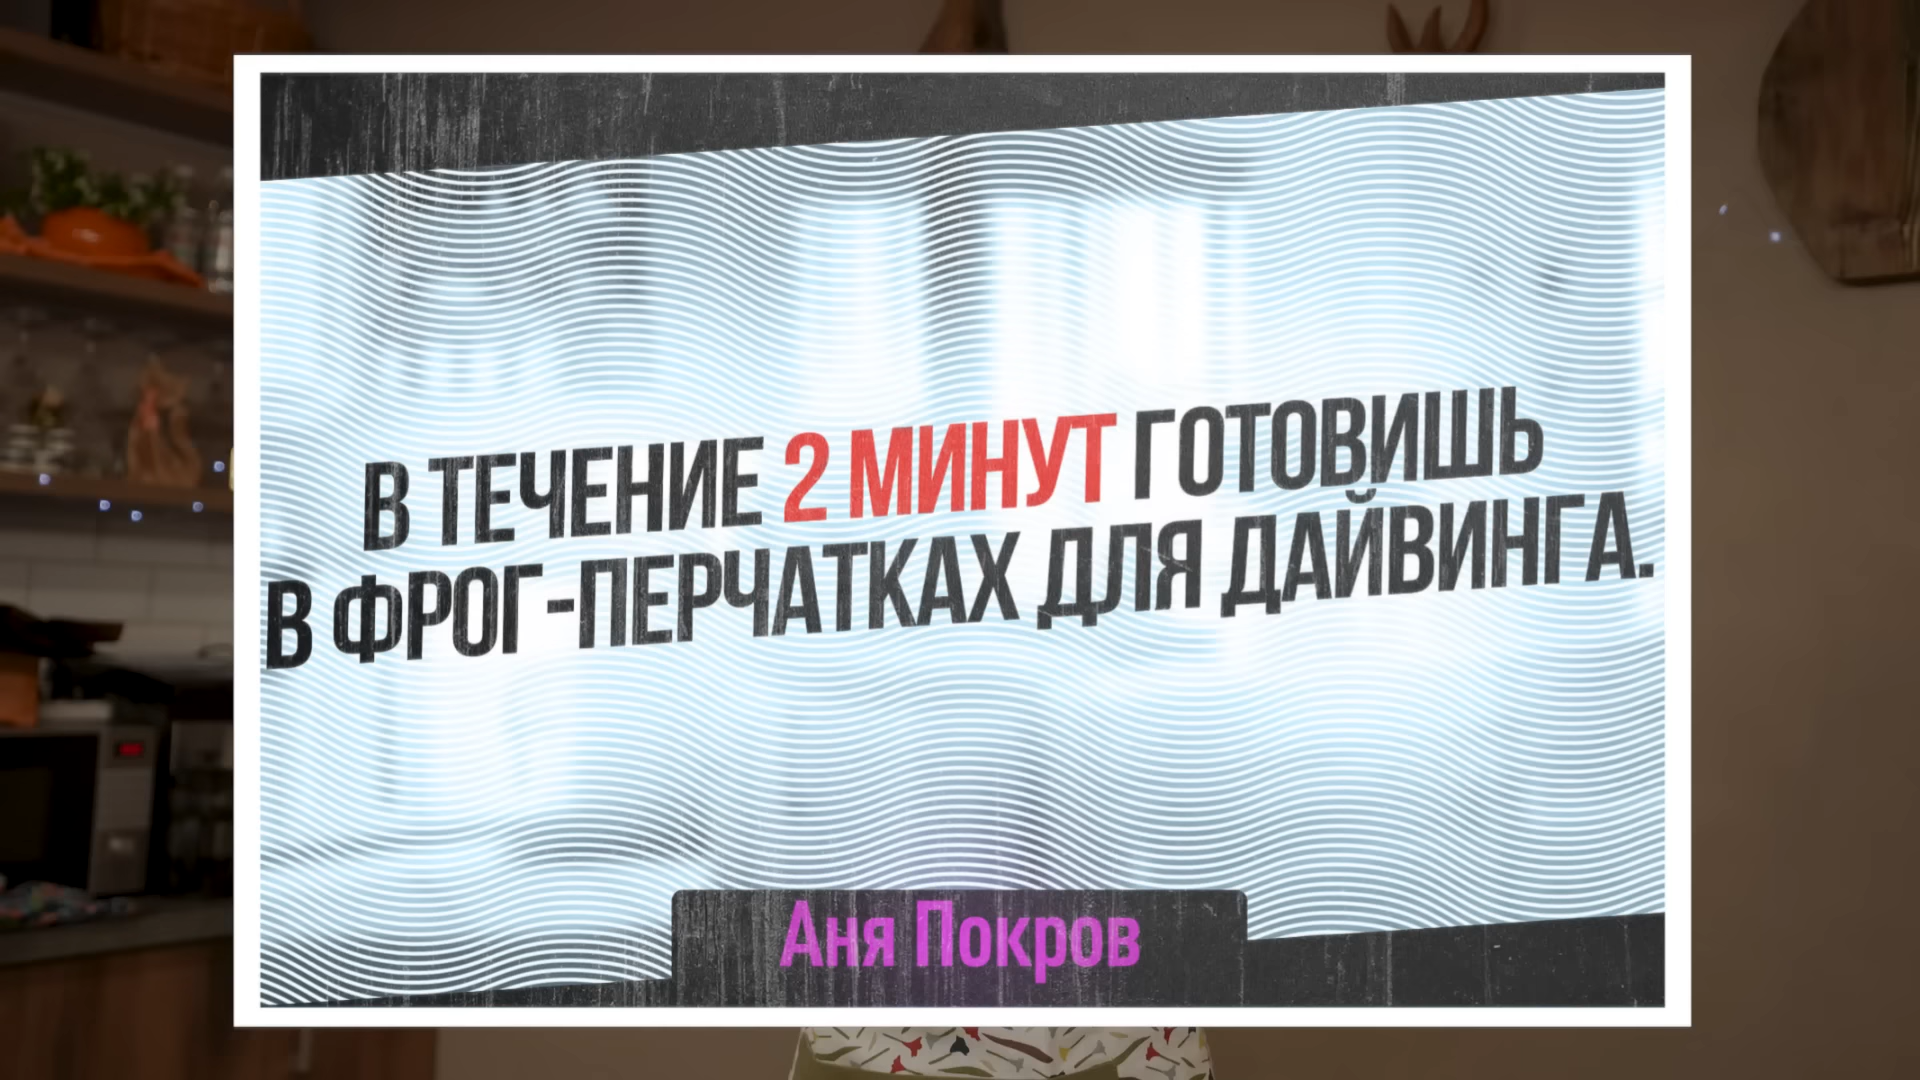 В ТЕЧЕНИЕ 2 МИНУТ ГОТОВИШЬ
В ФРОГ-ПЕРЧАТКАХ ДЛЯ ДАЙВИНГА.
Аня Покров